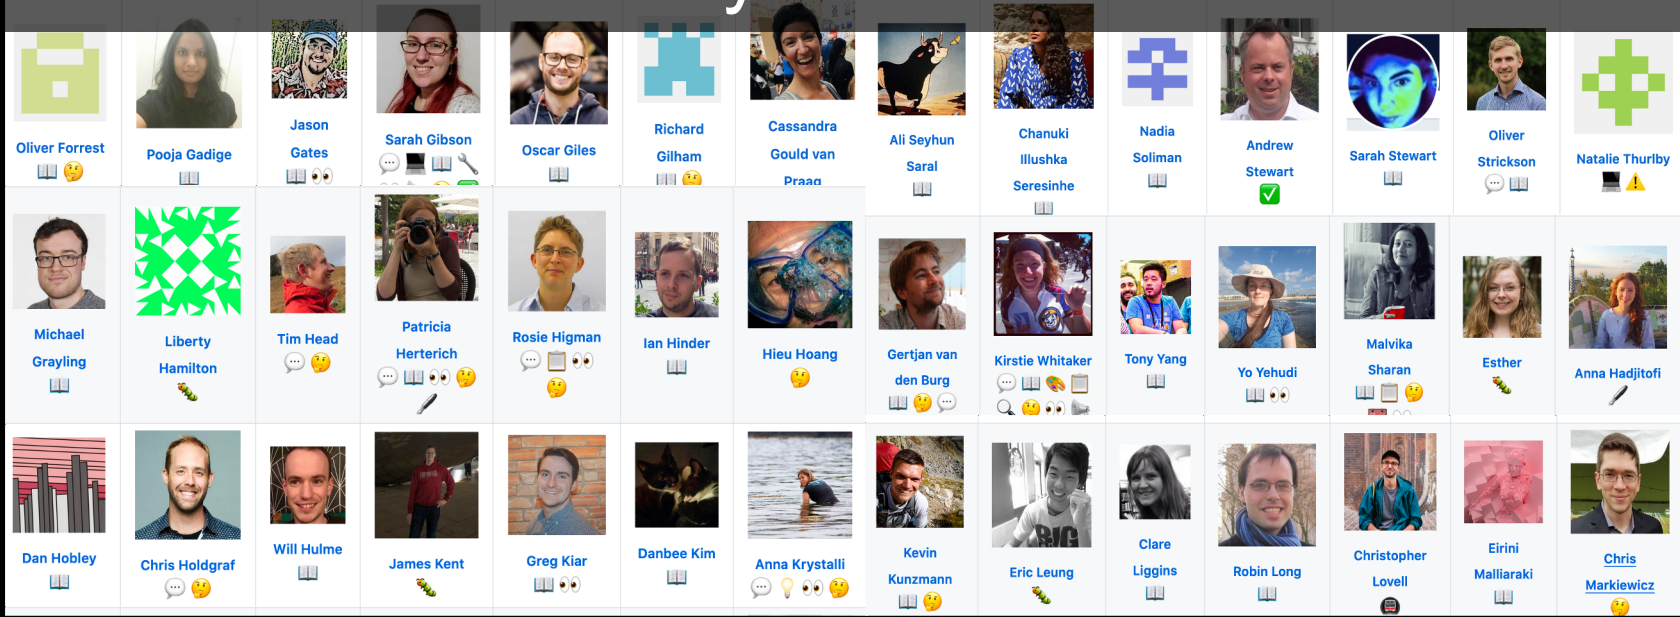 y
Oliver Forrest
Pooja Gadige
Jason
Gates
Sarah Gibson
Oscar Giles
Richard
Gilham
Cassandra
Gould van
Praag
Ali Seyhun
Saral
Chanuki
Illushka
Seresinhe
Nadia
Soliman
Andrew
Stewart
Sarah Stewart
Oliver
Strickson
Natalie Thurlby
Michael
Grayling
Liberty
Hamilton
Tim Head
Patricia
Herterich
Rosie Higman
Ian Hinder
Hieu Hoang
Gertjan van
den Burg
Kirstie Whitaker
Tony Yang
Yo Yehudi
Malvika
Sharan
Esther
Anna Hadjitofi
Dan Hobley
Chris Holdgraf
Will Hulme
James Kent
Greg Kiar
Danbee Kim
Anna Krystalli
Kevin
Kunzmann
BIG
Eric Leung
Clare
Liggins
Robin Long
Christopher
Lovell
Eirini
Malliaraki
Chris
Markiewicz